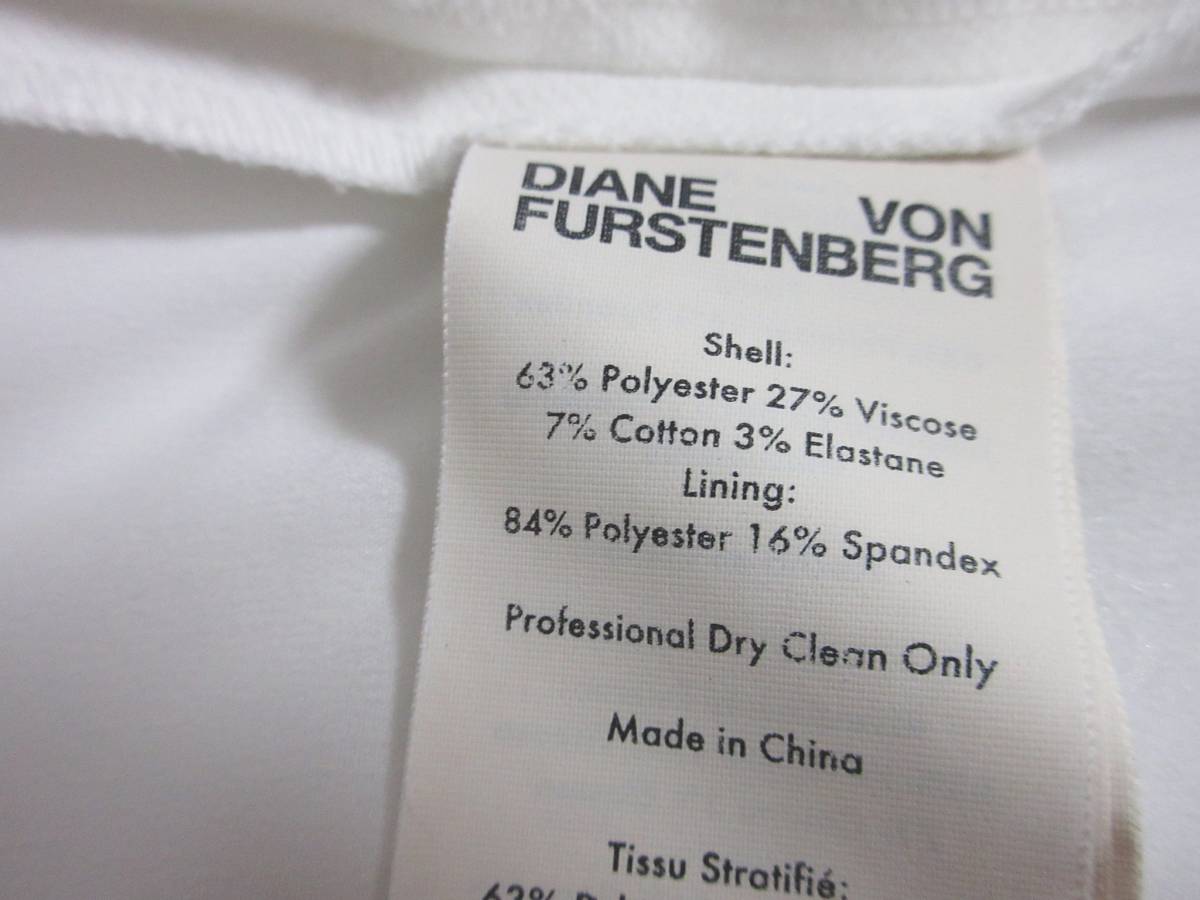 DIANE VON
FURSTENBERG
Shell:
63% Polyester 27% Viscose
7% Cotton 3% Elastane
Lining:
84% Polyester 16% Spandex
Professional Dry Clean Only
Made in China
Tissu Stratifié:
63%